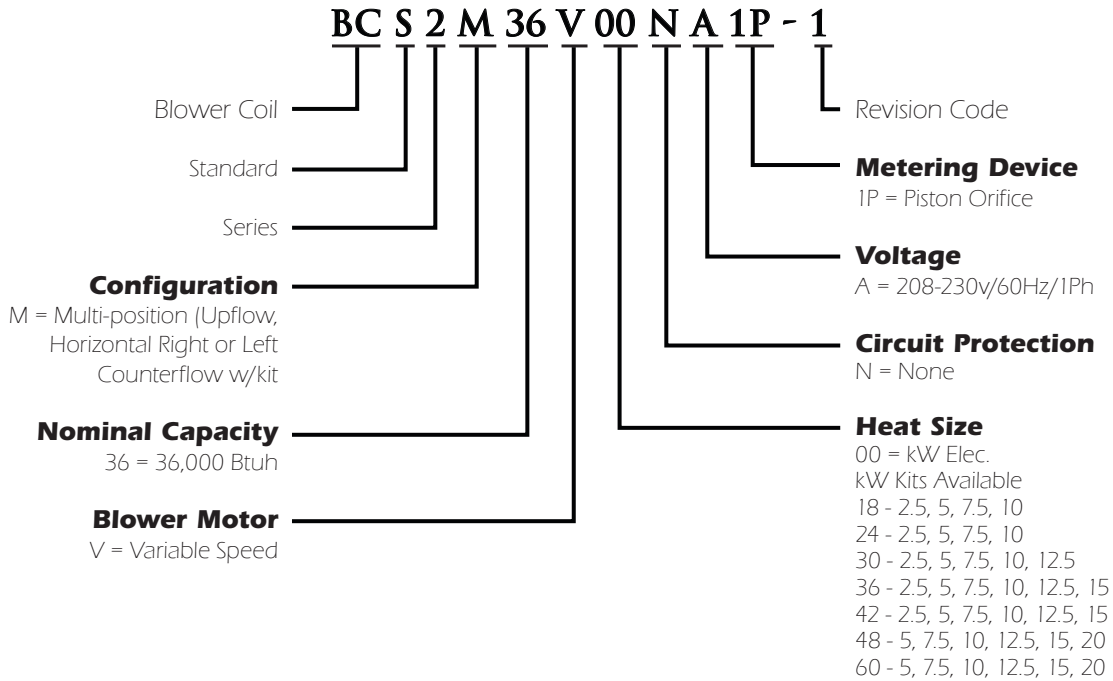 BC S 2 M 36 V 00 N A 1P - 1
Blower Coil
Standard
Series
Configuration
M = Multi-position (Upflow,
Horizontal Right or Left
Counterflow w/kit
Nominal Capacity
36 = 36,000 Btuh
Blower Motor
V = Variable Speed
Revision Code
Metering Device
1P = Piston Orifice
Voltage
A = 208-230v/60Hz/1Ph
Circuit Protection
N = None
Heat Size
00 = kW Elec.
kW Kits Available
18 - 2.5, 5, 7.5, 10
24 - 2.5, 5, 7.5, 10
30 - 2.5, 5, 7.5, 10, 12.5
36 - 2.5, 5, 7.5, 10, 12.5, 15
42 - 2.5, 5, 7.5, 10, 12.5, 15
48 - 5, 7.5, 10, 12.5, 15, 20
60 - 5, 7.5, 10, 12.5, 15, 20